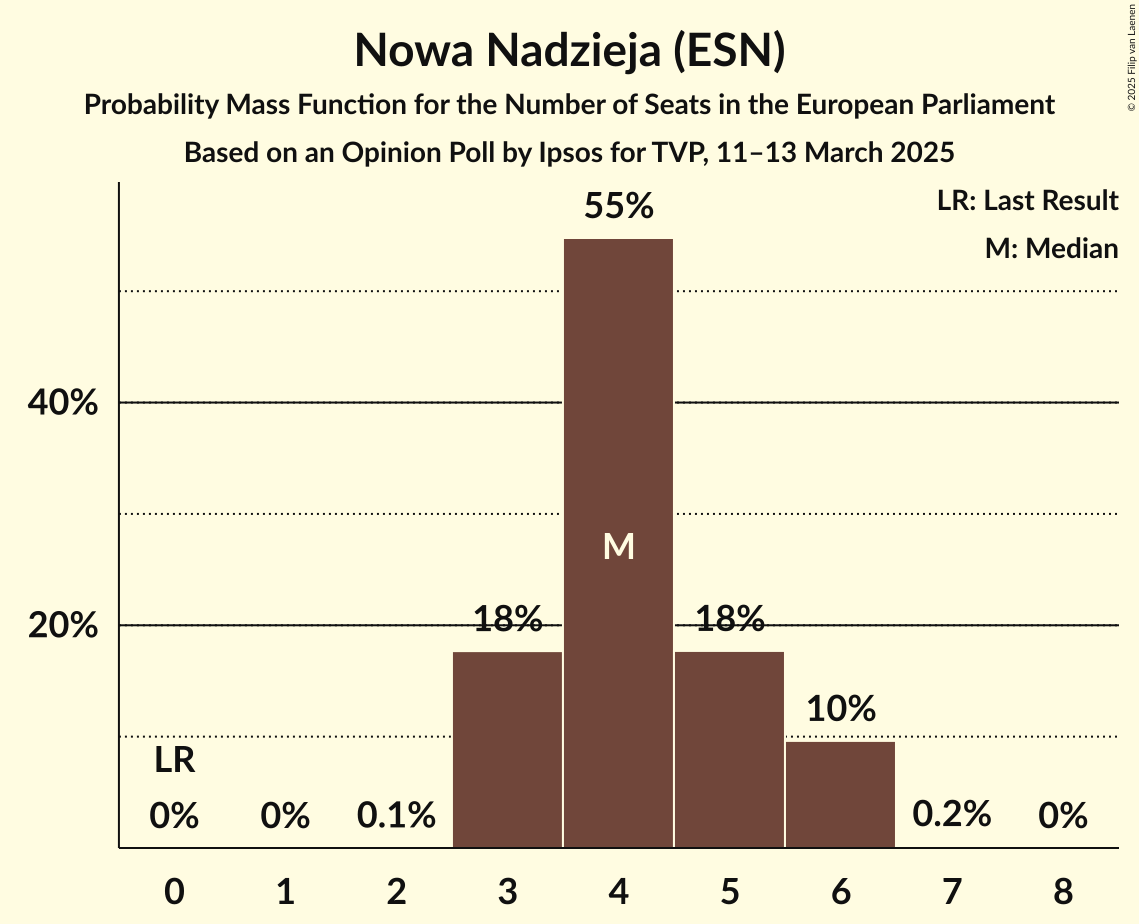 Nowa Nadzieja (ESN)
Probability Mass Function for the Number of Seats in the European Parliament
Based on an Opinion Poll by Ipsos for TVP, 11–13 March 2025
© 2025 Filip van Laenen
LR: Last Result
M: Median
55%
40%
M
20%
18%
18%
10%
LR
0%
0%
0.1%
0.2%
0%
0 1 2 3 4 5 6 7 8